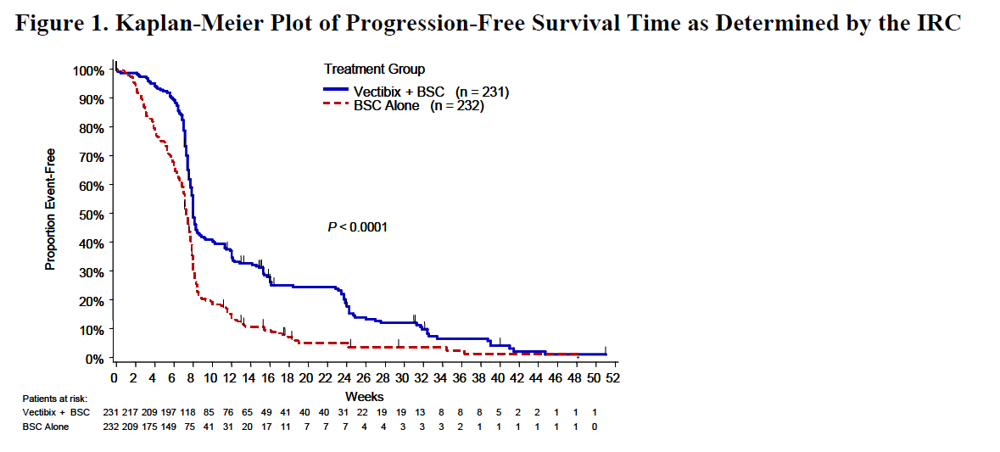 Figure 1. Kaplan-Meier Plot of Progression-Free Survival Time as Determined by the IRC
Treatment Group
Vectibix + BSC (n = 231)
BSC Alone (n = 232)
Proportion Event-Free
100%
90%
80%
70%
60%
50%
40%
30%
20%
10%
0%
P < 0.0001
0 2 4 6 8 10 12 14 16 18 20 22 24 26 28 30 32 34 36 38 40 42 44 46 48 50 52
Weeks
Patients at risk:
Vectibix + BSC 231 217 209 197 118 85 76 65 49 41 40 40 31 22 19 19 13 8 8 8 5 2 2 1 1 1
BSC Alone 232 209 175 149 75 41 31 20 17 11 7 7 7 4 4 3 3 3 2 1 1 1 1 1 1 0